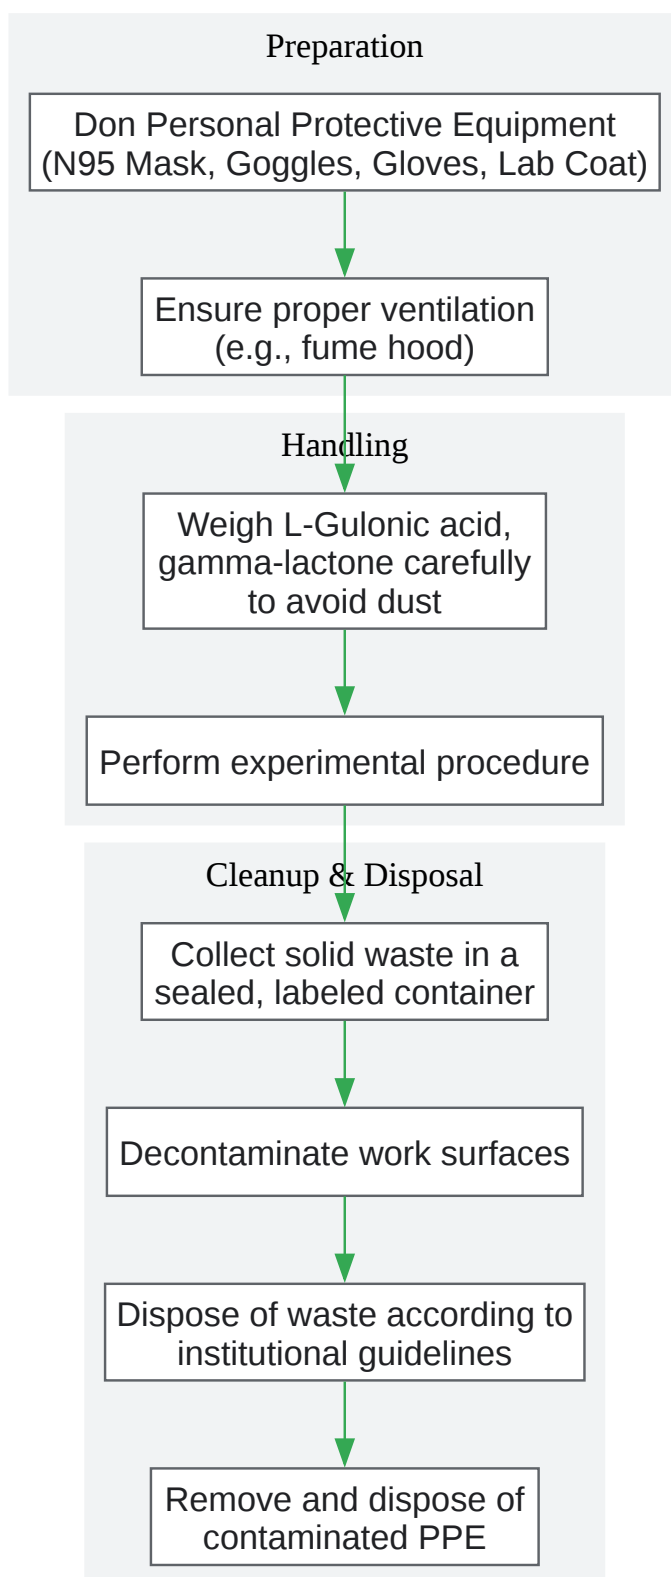 Preparation
Don Personal Protective Equipment
(N95 Mask, Goggles, Gloves, Lab Coat)
Ensure proper ventilation
(e.g., fume hood)
Handling
Weigh L-Gulonic acid,
gamma-lactone carefully
to avoid dust
Perform experimental procedure
Cleanup & Disposal
Collect solid waste in a
sealed, labeled container
Decontaminate work surfaces
Dispose of waste according to
institutional guidelines
Remove and dispose of
contaminated PPE